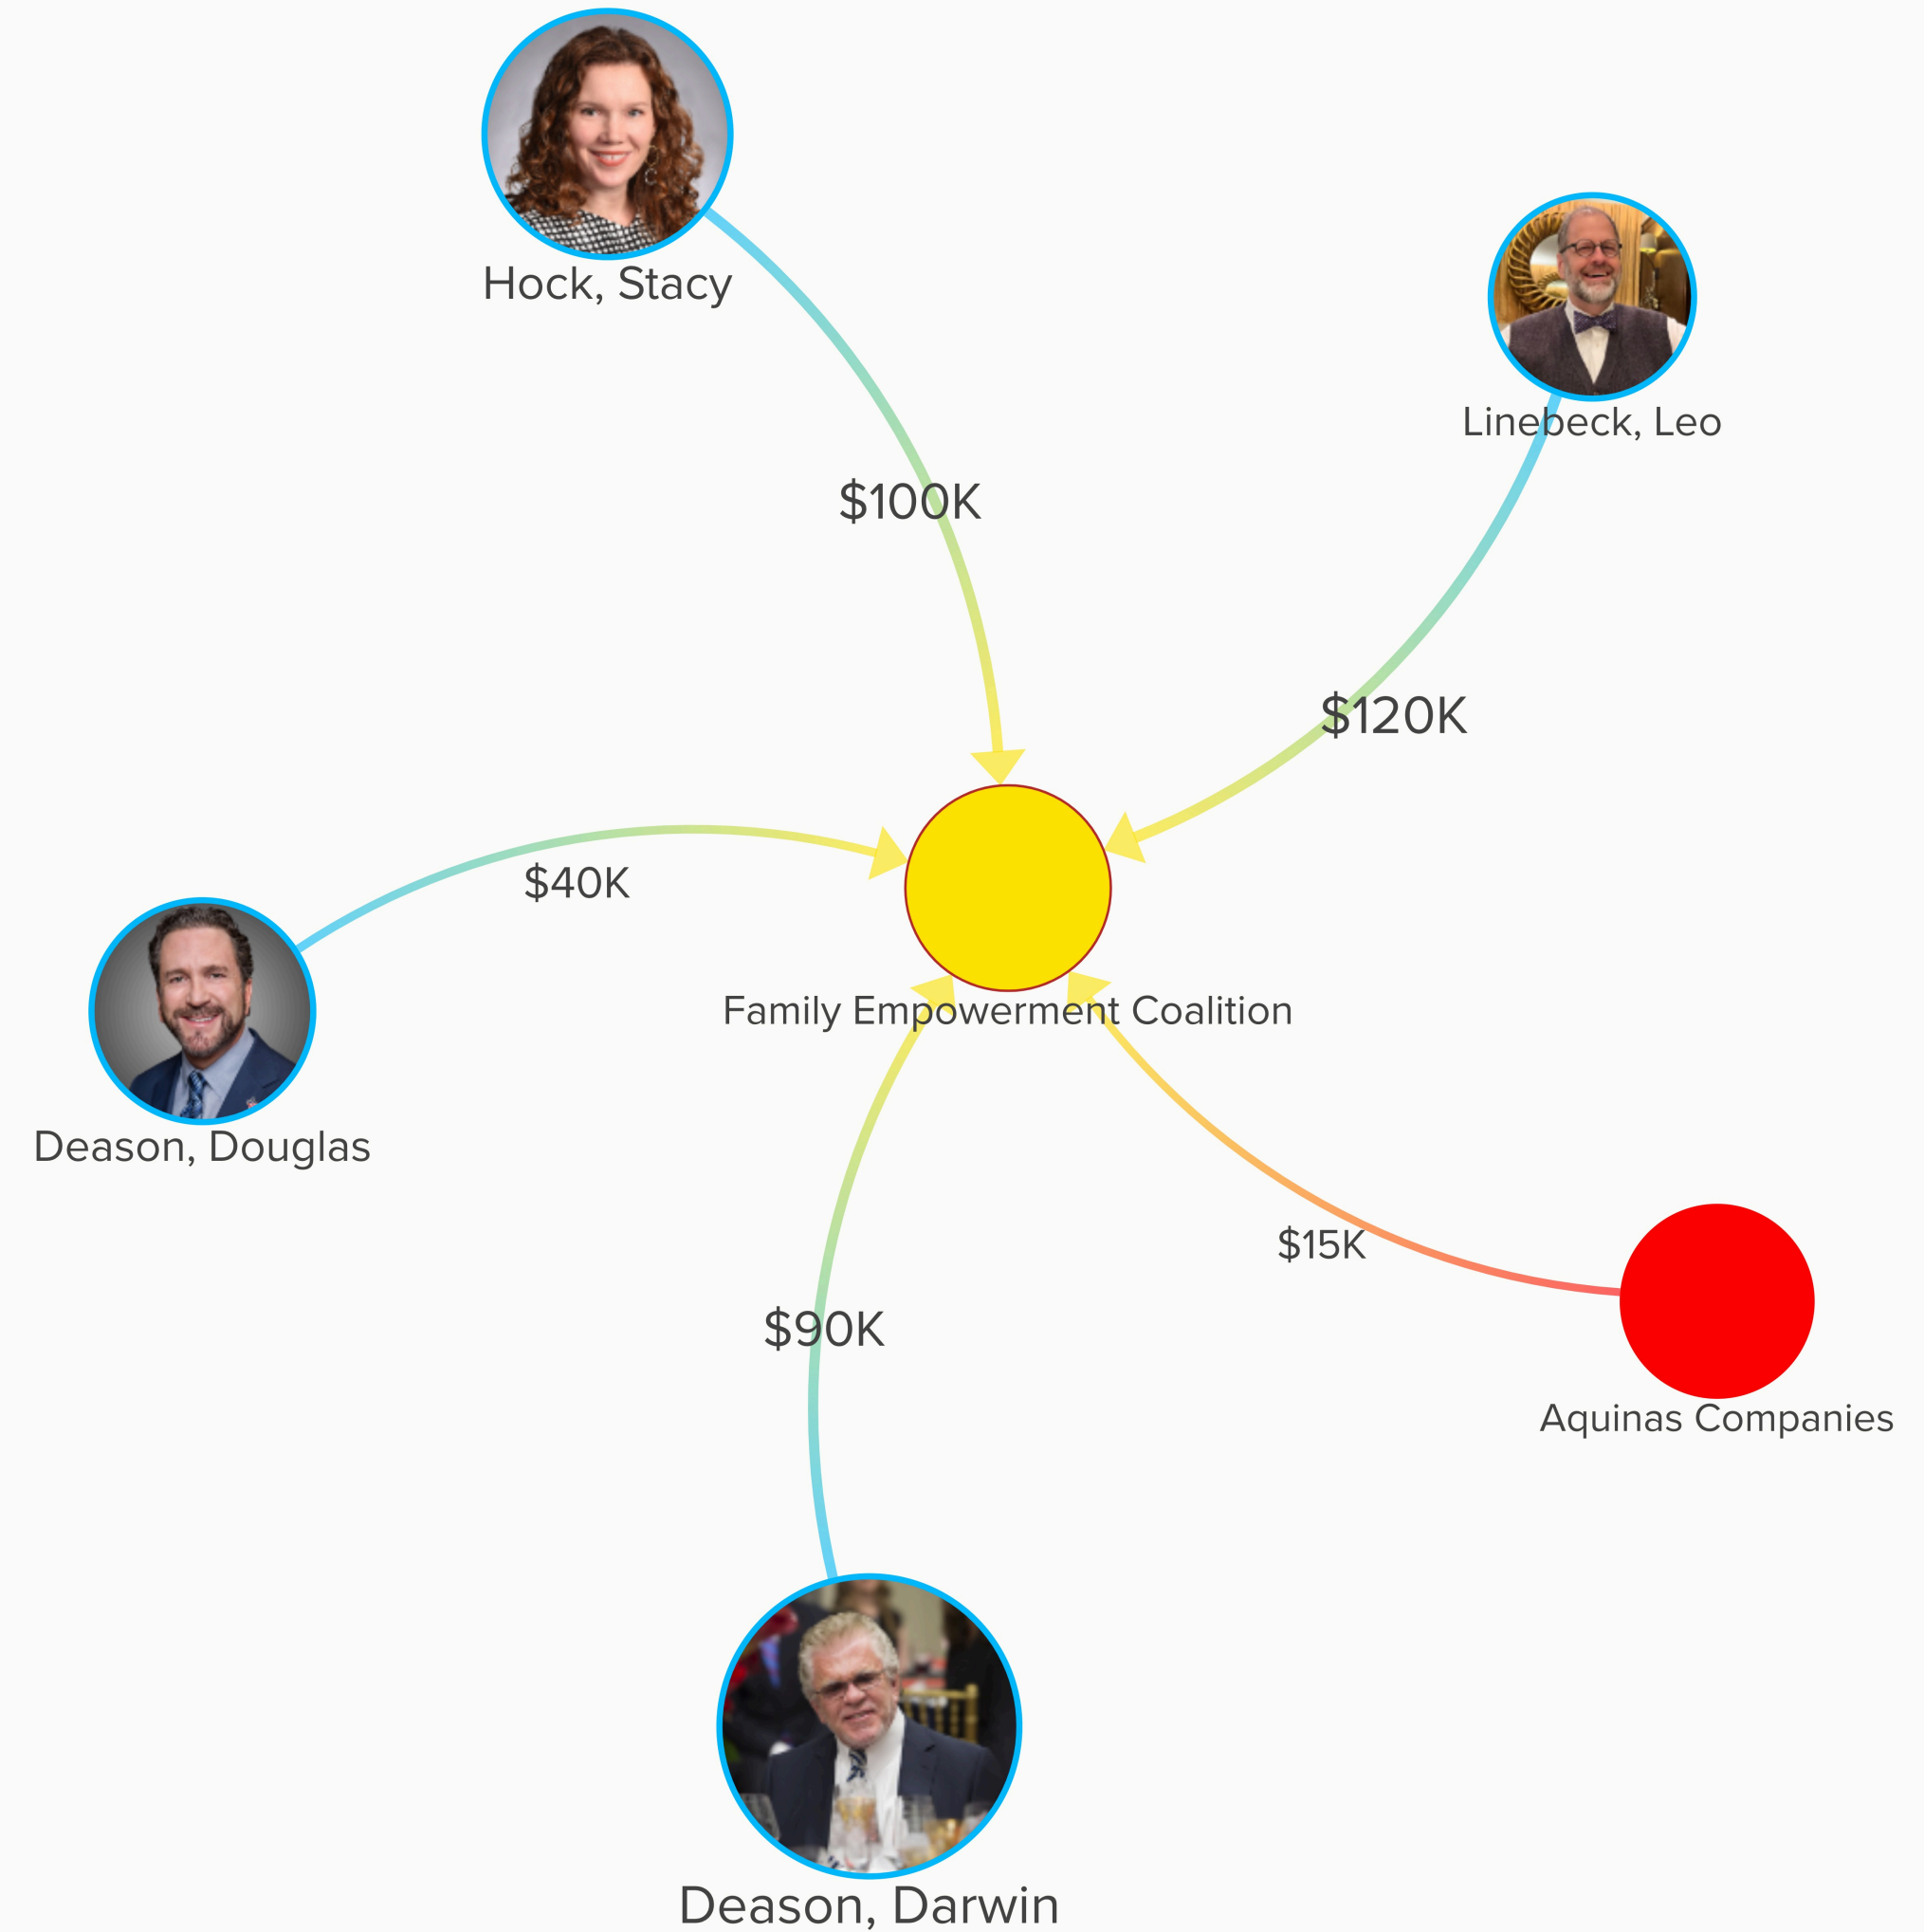 Hock, Stacy
Linebeck, Leo
$100K
$120K
$40K
Family Empowerment Coalition
Deason, Douglas
$15K
$90K
Aquinas Companies
Deason, Darwin